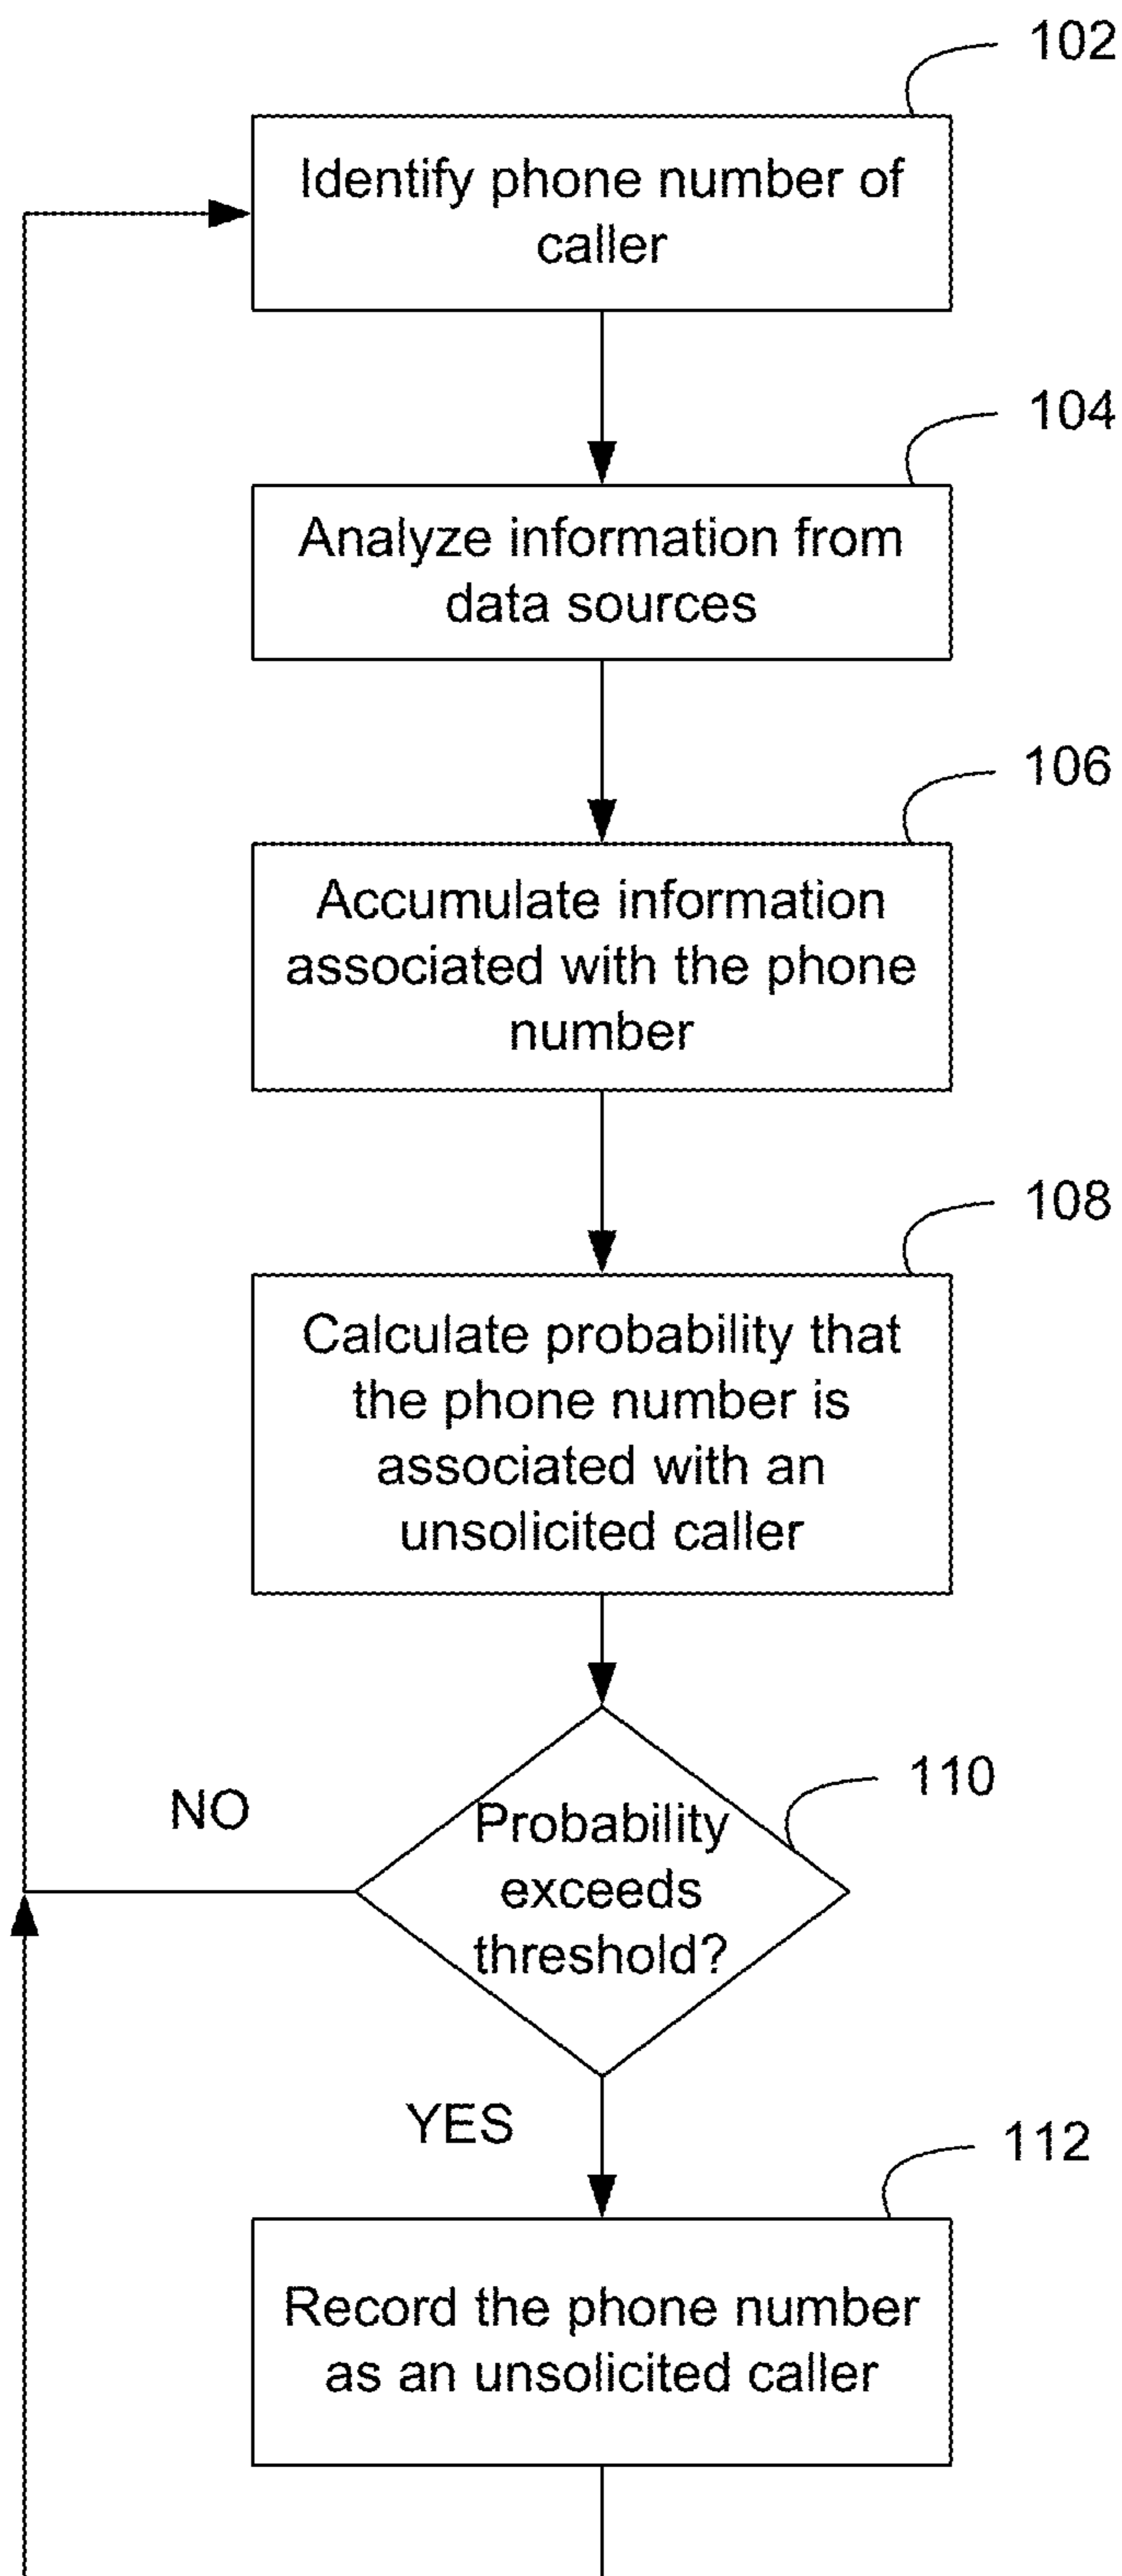 102
Identify phone number of
caller
104
Analyze information from
data sources
106
Accumulate information
associated with the phone
number
108
Calculate probability that
the phone number is
associated with an
unsolicited caller
110
NO
Probability
exceeds
threshold?
YES
112
Record the phone number
as an unsolicited caller